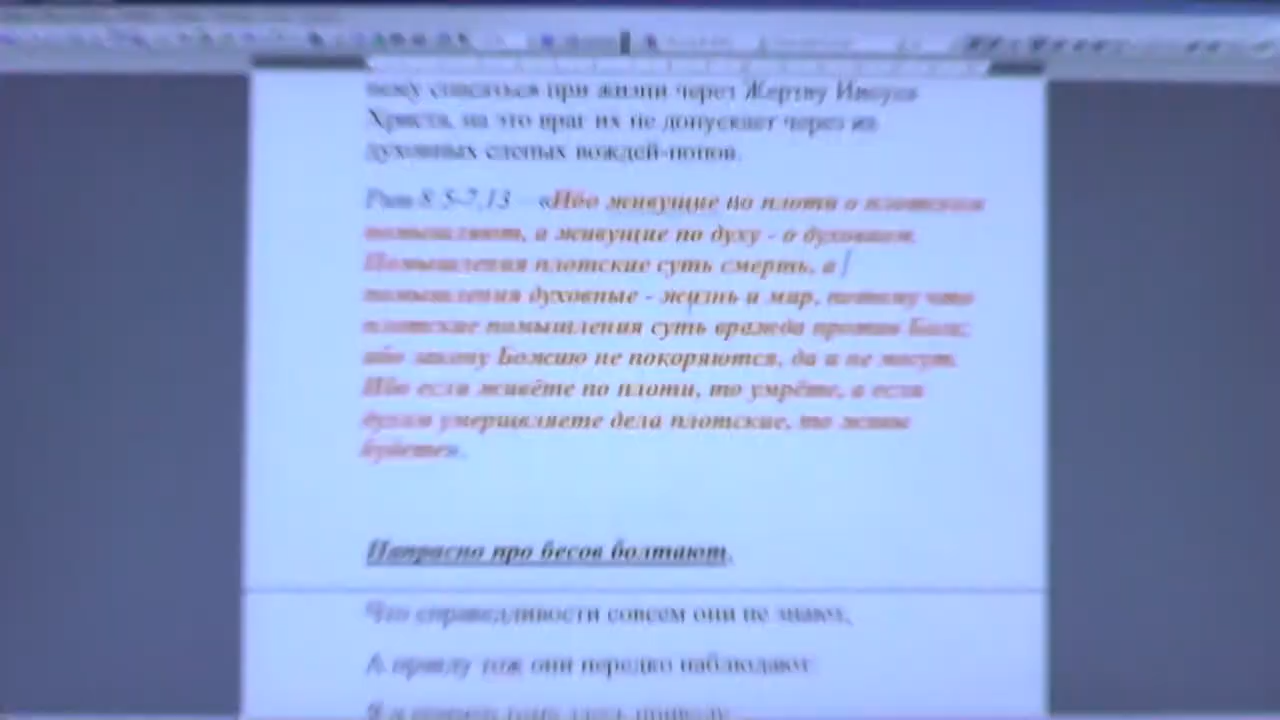 спасаться при жизни через Жертву Иисуса
Христа, на это враг их не допускает через их
духовных слепых вождей-попов.
Рим 8:5-7,13 – «Ибо живущие по плоти о плотском
помышляют, а живущие по духу - о духовном.
Помышления плотские суть смерть, а
помышления духовные - жизнь и мир, потому что
плотские помышления суть вражда против Бога;
ибо закону Божию не покоряются, да и не могут.
Ибо если живёте по плоти, то умрёте, а если
духом умерщвляете дела плотские, то живы
будете».
Напрасно про бесов болтают,
Что справедливости совсем они не знают,
А правду тож они нередко наблюдают